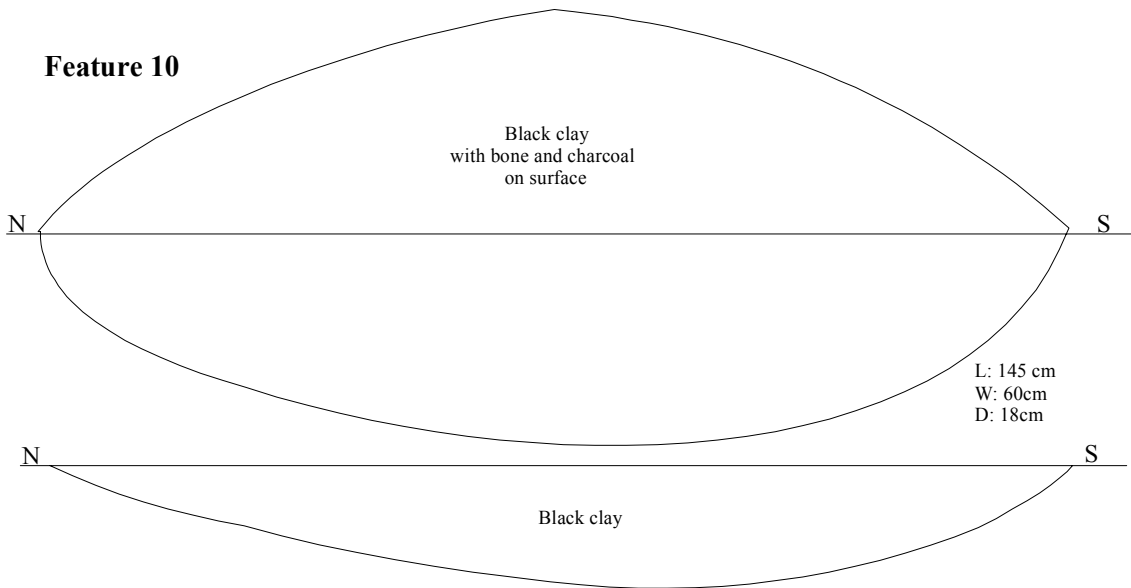 Feature 10
Black clay
with bone and charcoal
on surface
N
S
L: 145 cm
W: 60cm
D: 18cm
N
S
Black clay